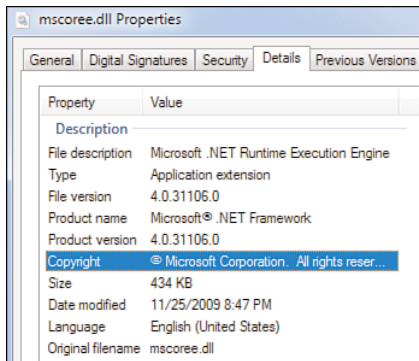 mscoree.dll Properties
General Digital Signatures Security Details Previous Versions
Property Value
Description
File description Microsoft .NET Runtime Execution Engine
Type Application extension
File version 4.0.31106.0
Product name Microsoft® .NET Framework
Product version 4.0.31106.0
Copyright © Microsoft Corporation.  All rights reser...
Size 434 KB
Date modified 11/25/2009 8:47 PM
Language English (United States)
Original filename mscoree.dll